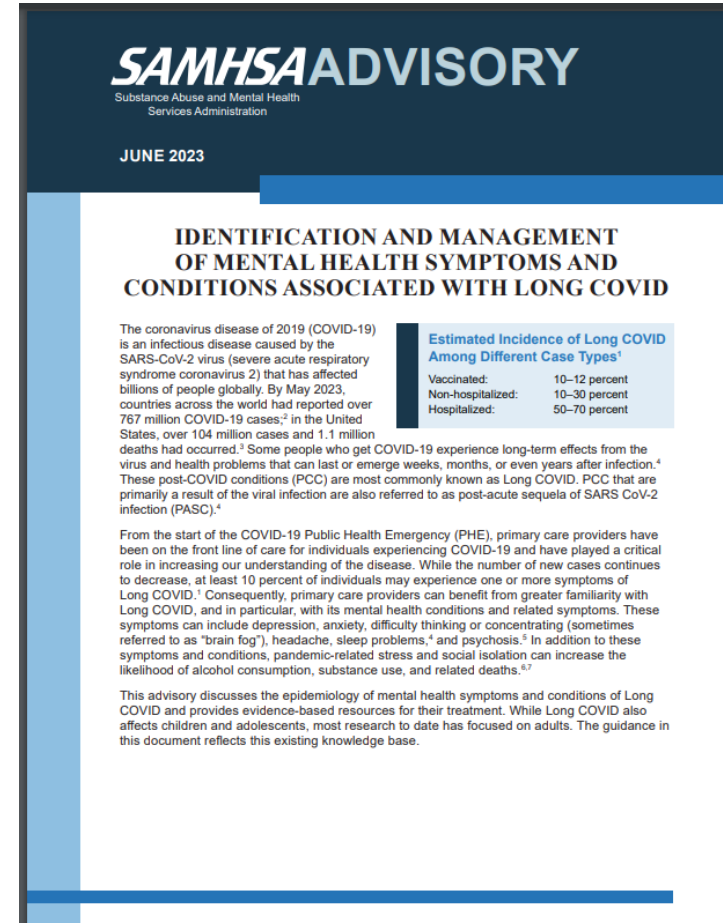 SAMHSA ADVISORY
Substance Abuse and Mental Health
Services Administration
JUNE 2023
IDENTIFICATION AND MANAGEMENT
OF MENTAL HEALTH SYMPTOMS AND
CONDITIONS ASSOCIATED WITH LONG COVID
The coronavirus disease of 2019 (COVID-19)
is an infectious disease caused by the
SARS-CoV-2 virus (severe acute respiratory
syndrome coronavirus 2) that has affected
billions of people globally. By May 2023,
countries across the world had reported over
767 million COVID-19 cases;² in the United
States, over 104 million cases and 1.1 million
deaths had occurred.³ Some people who get COVID-19 experience long-term effects from the
virus and health problems that can last or emerge weeks, months, or even years after infection.⁴
These post-COVID conditions (PCC) are most commonly known as Long COVID. PCC that are
primarily a result of the viral infection are also referred to as post-acute sequela of SARS CoV-2
infection (PASC).⁴
Estimated Incidence of Long COVID
Among Different Case Types¹
Vaccinated: 10–12 percent
Non-hospitalized: 10–30 percent
Hospitalized: 50–70 percent
From the start of the COVID-19 Public Health Emergency (PHE), primary care providers have
been on the front line of care for individuals experiencing COVID-19 and have played a critical
role in increasing our understanding of the disease. While the number of new cases continues
to decrease, at least 10 percent of individuals may experience one or more symptoms of
Long COVID.¹ Consequently, primary care providers can benefit from greater familiarity with
Long COVID, and in particular, with its mental health conditions and related symptoms. These
symptoms can include depression, anxiety, difficulty thinking or concentrating (sometimes
referred to as “brain fog”), headache, sleep problems,⁴ and psychosis.⁵ In addition to these
symptoms and conditions, pandemic-related stress and social isolation can increase the
likelihood of alcohol consumption, substance use, and related deaths.⁶,⁷
This advisory discusses the epidemiology of mental health symptoms and conditions of Long
COVID and provides evidence-based resources for their treatment. While Long COVID also
affects children and adolescents, most research to date has focused on adults. The guidance in
this document reflects this existing knowledge base.